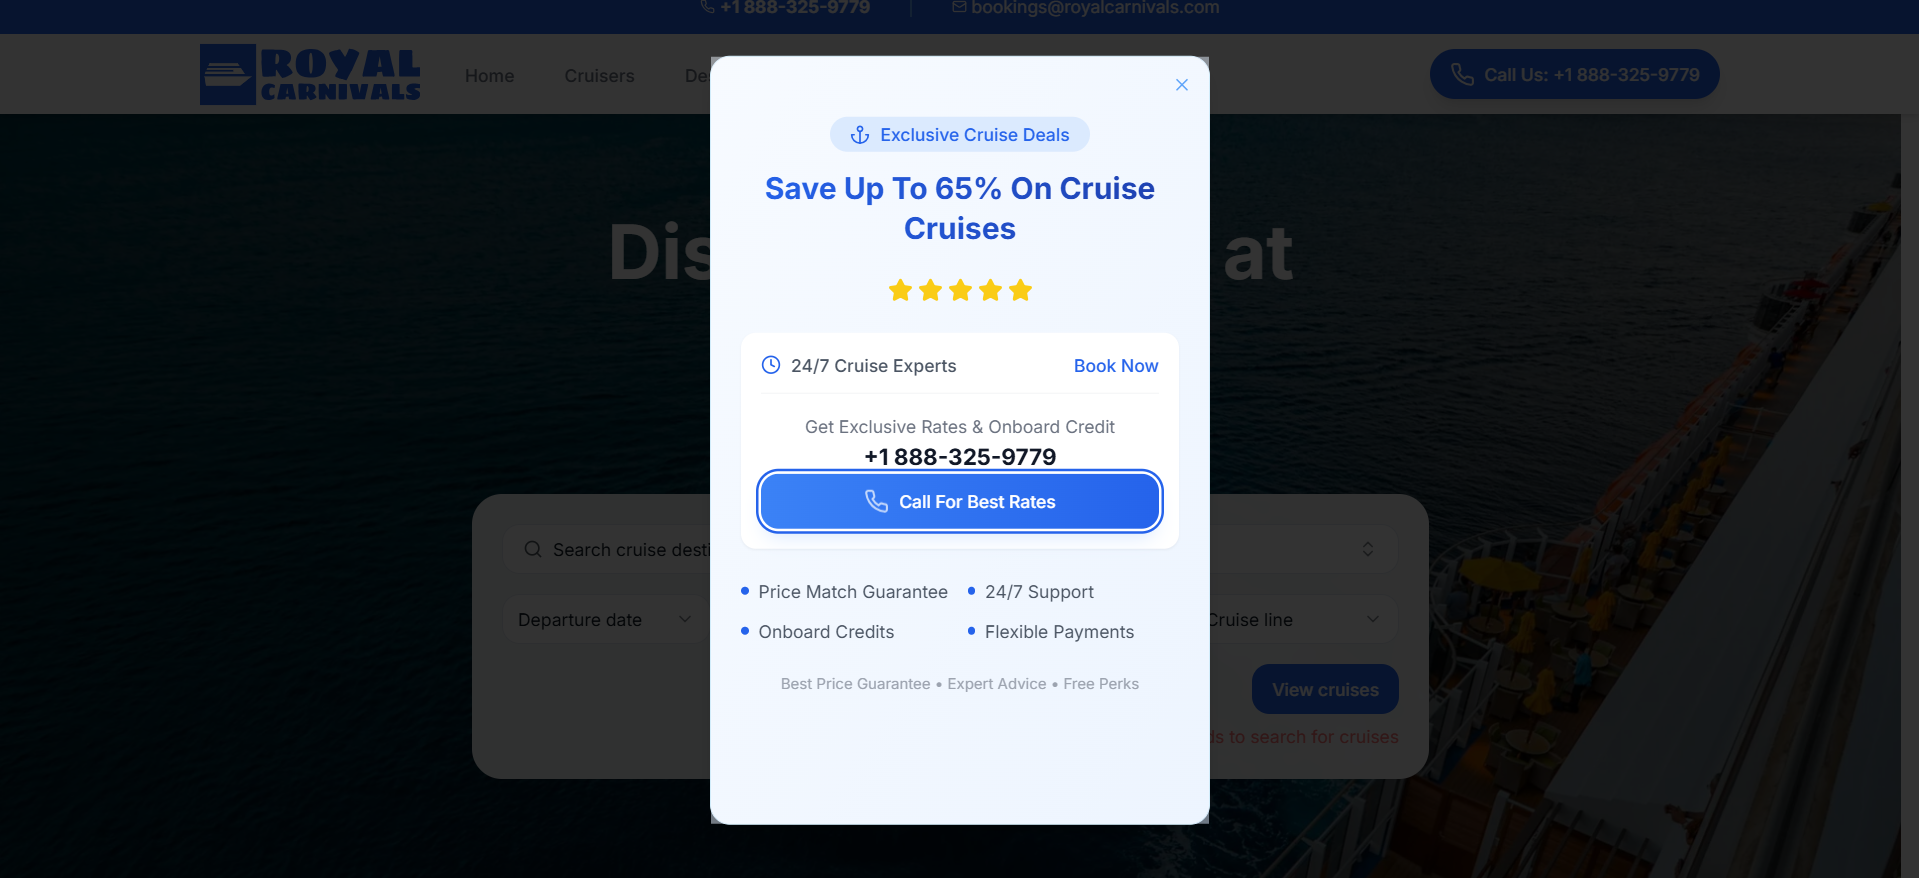 +1 888-325-9779
bookings@royalcarnivals.com
ROYAL
CARNIVALS
Home
Cruisers
Call Us: +1 888-325-9779
Exclusive Cruise Deals
Save Up To 65% On Cruise
Cruises
24/7 Cruise Experts
Book Now
Get Exclusive Rates & Onboard Credit
+1 888-325-9779
Call For Best Rates
Price Match Guarantee
24/7 Support
Onboard Credits
Flexible Payments
Best Price Guarantee • Expert Advice • Free Perks
at
Search cruise
Departure date
Cruise line
View cruises
to search for cruises